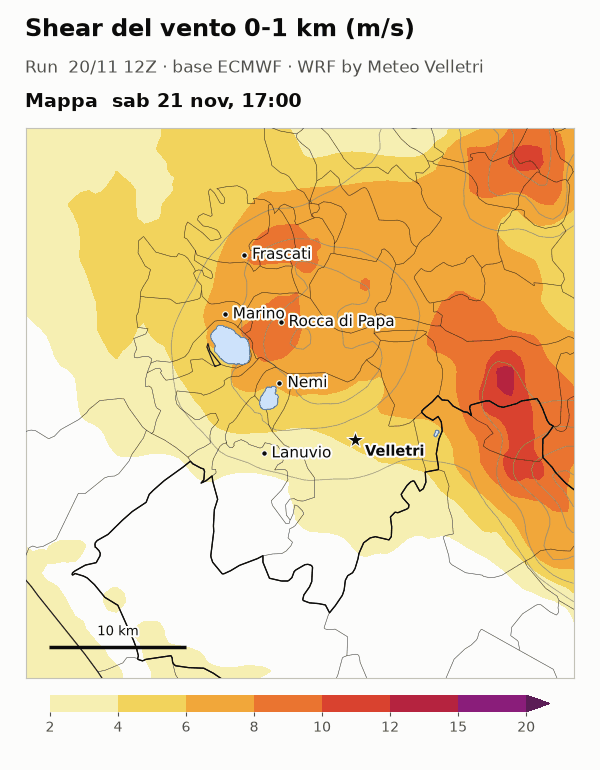 Shear del vento 0-1 km (m/s)
Run  20/11 12Z · base ECMWF · WRF by Meteo Velletri
Mappa  sab 21 nov, 17:00
Frascati
Marino
Rocca di Papa
Nemi
Velletri
Lanuvio
10 km
2 4 6 8 10 12 15 20